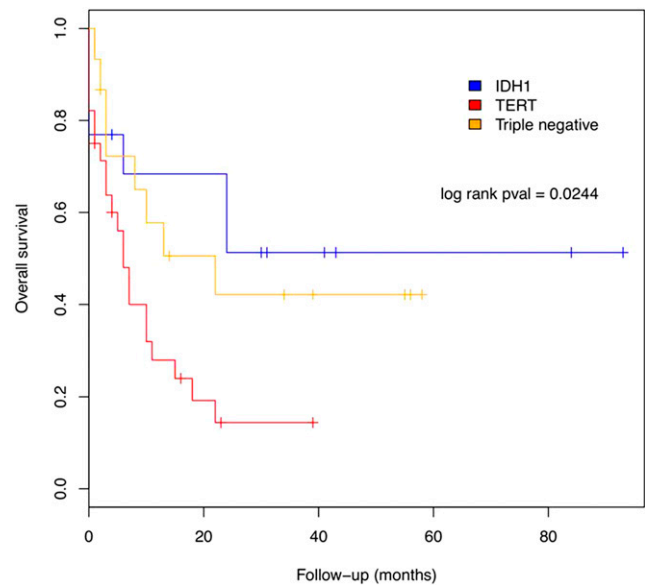 1.0
0.8
0.6
0.4
0.2
0.0
Overall survival
IDH1
TERT
Triple negative
log rank pval = 0.0244
0 20 40 60 80
Follow−up (months)